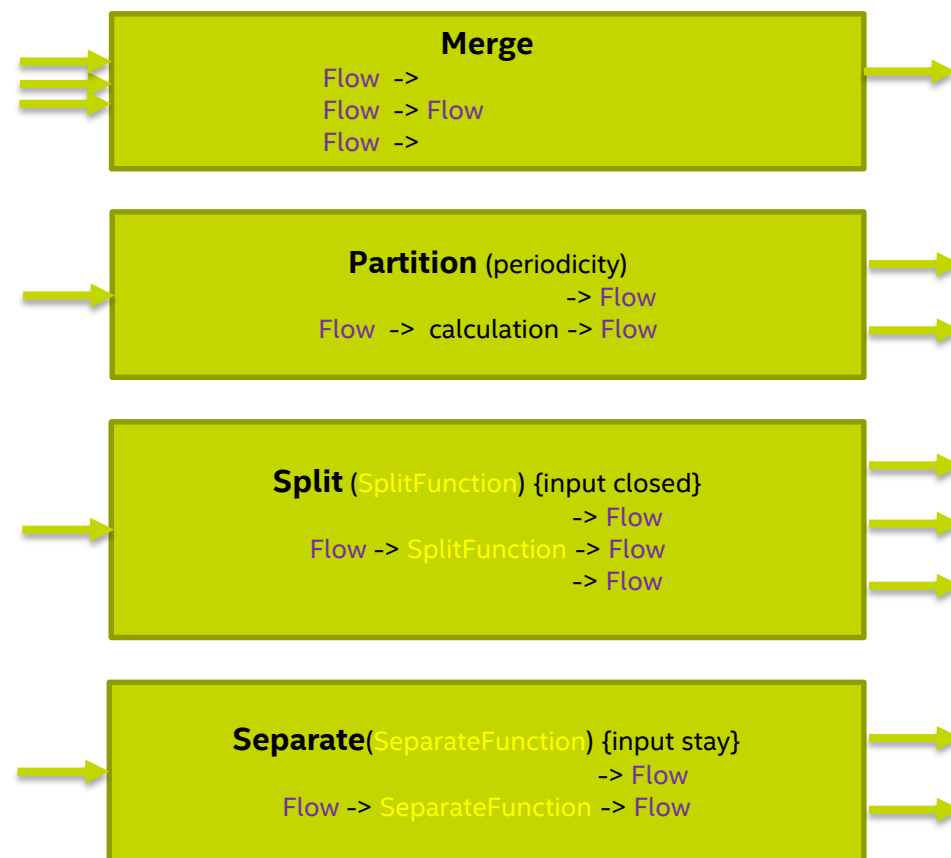 Merge
Flow ->
Flow -> Flow
Flow ->
Partition (periodicity)
-> Flow
Flow -> calculation -> Flow
Split (SplitFunction) {input closed}
-> Flow
Flow -> SplitFunction -> Flow
-> Flow
Separate(SeparateFunction) {input stay}
-> Flow
Flow -> SeparateFunction -> Flow